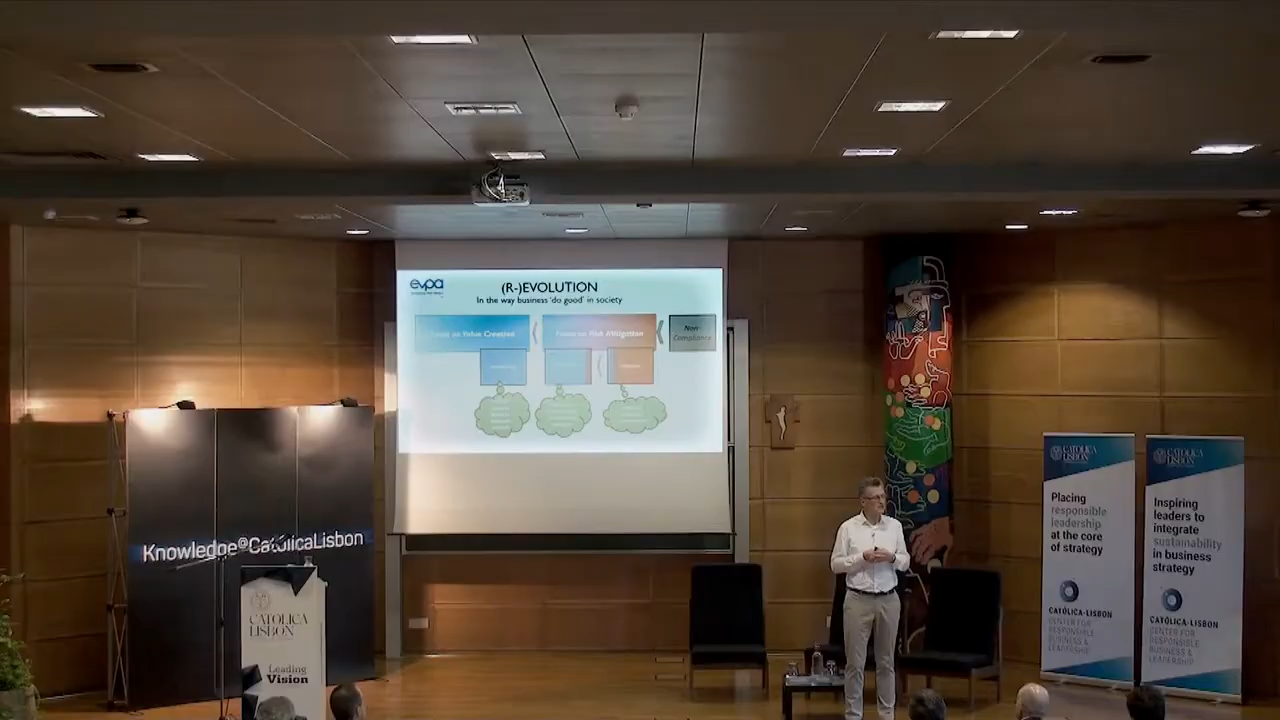 evpa
(R-)EVOLUTION
In the way business 'do good' in society
Focus on Value Creation
Focus on Risk Mitigation
Non-
Compliance
Knowledge@CatólicaLisbon
CATÓLICA
LISBON
Leading
Vision
CATÓLICA
LISBON
Placing
responsible
leadership
at the core
of strategy
CATÓLICA-LISBON
CENTER FOR
RESPONSIBLE
BUSINESS &
LEADERSHIP
CATÓLICA
LISBON
Inspiring
leaders to
integrate
sustainability
in business
strategy
CATÓLICA-LISBON
CENTER FOR
RESPONSIBLE
BUSINESS &
LEADERSHIP